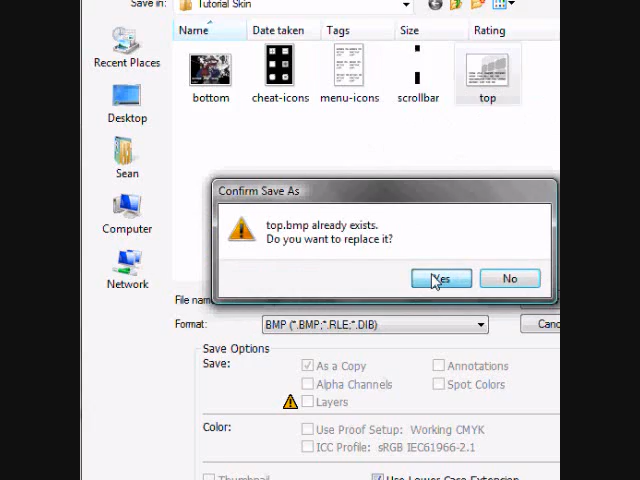 Save in: Tutorial Skin
Name Date taken Tags Size Rating
Recent Places
bottom cheat-icons menu-icons scrollbar top
Desktop
Sean
Computer
Network
Confirm Save As
top.bmp already exists.
Do you want to replace it?
Yes No
File
Format: BMP (*.BMP;*.RLE;*.DIB)
Save Options
Save: As a Copy Annotations
Alpha Channels Spot Colors
Layers
Color: Use Proof Setup: Working CMYK
ICC Profile: sRGB IEC61966-2.1
Thumbnail Use Lower Case Extension